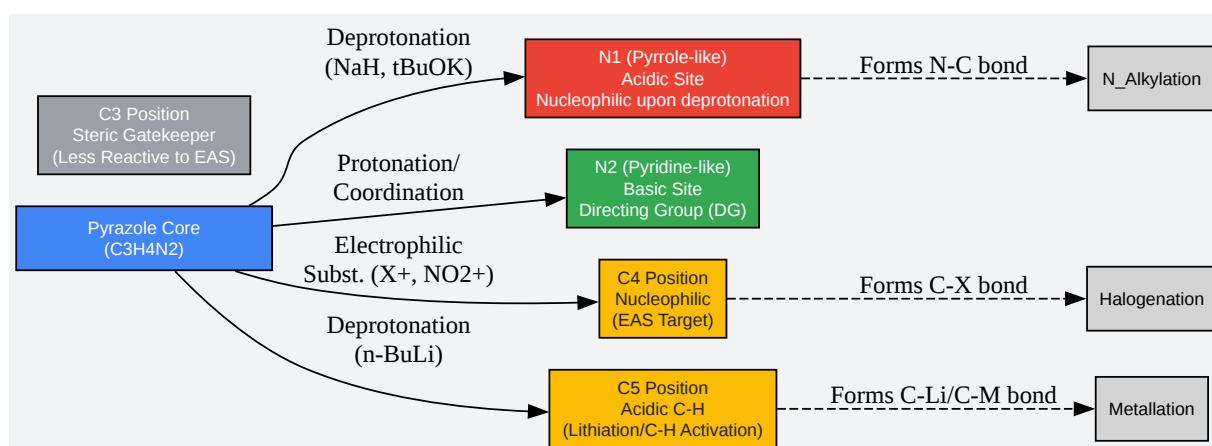 Deprotonation
(NaH, tBuOK)
N1 (Pyrrole-like)
Acidic Site
Nucleophilic upon deprotonation
Forms N-C bond
N_Alkylation
C3 Position
Steric Gatekeeper
(Less Reactive to EAS)
Protonation/
Coordination
N2 (Pyridine-like)
Basic Site
Directing Group (DG)
Pyrazole Core
(C3H4N2)
Electrophilic
Subst. (X+, NO2+)
C4 Position
Nucleophilic
(EAS Target)
Forms C-X bond
Halogenation
Deprotonation
(n-BuLi)
C5 Position
Acidic C-H
(Lithiation/C-H Activation)
Forms C-Li/C-M bond
Metallation